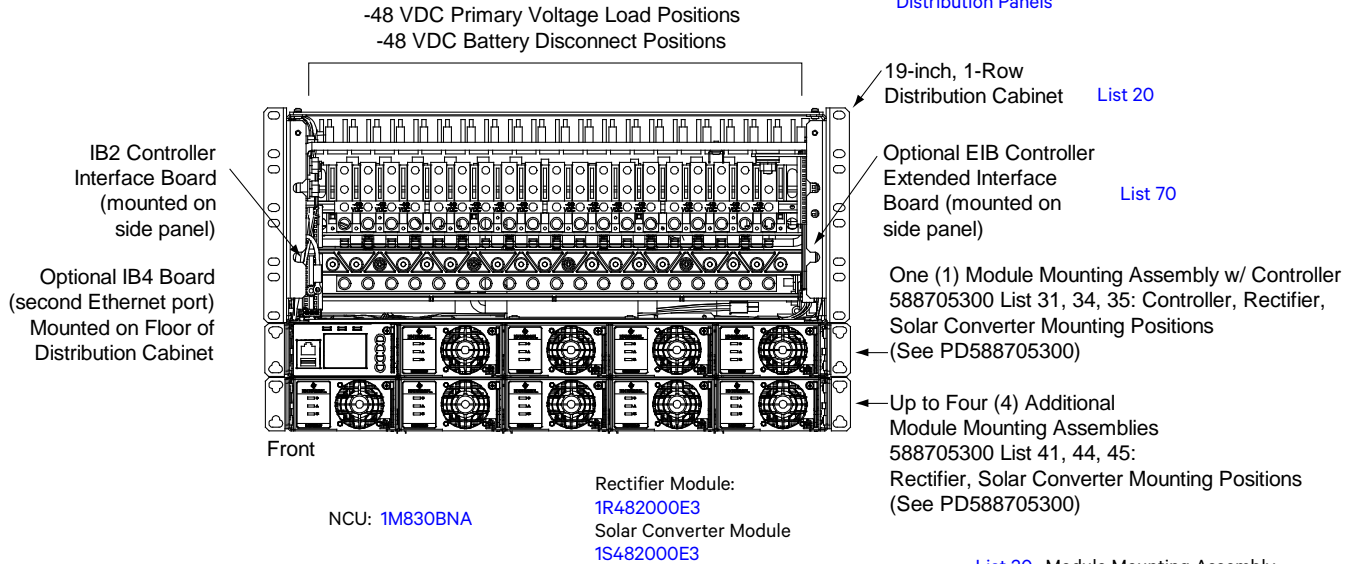 Distribution Panels
-48 VDC Primary Voltage Load Positions
-48 VDC Battery Disconnect Positions
19-inch, 1-Row
Distribution Cabinet List 20
IB2 Controller
Interface Board
(mounted on
side panel)
Optional EIB Controller
Extended Interface
Board (mounted on
side panel)
List 70
Optional IB4 Board
(second Ethernet port)
Mounted on Floor of
Distribution Cabinet
One (1) Module Mounting Assembly w/ Controller
588705300 List 31, 34, 35: Controller, Rectifier,
Solar Converter Mounting Positions
(See PD588705300)
Up to Four (4) Additional
Module Mounting Assemblies
588705300 List 41, 44, 45:
Rectifier, Solar Converter Mounting Positions
(See PD588705300)
Front
NCU: 1M830BNA
Rectifier Module:
1R482000E3
Solar Converter Module
1S482000E3
Module Mounting Assembly